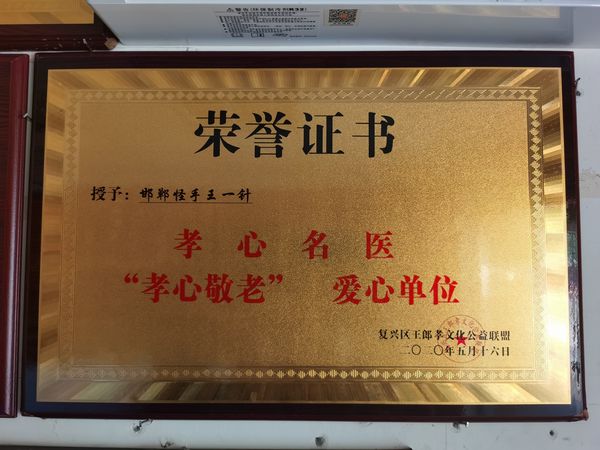 荣誉证书
授予：邯郸怪手王一针
孝心名医
“孝心敬老” 爱心单位
复兴区王郎孝文化公益联盟
二〇二〇年五月十六日